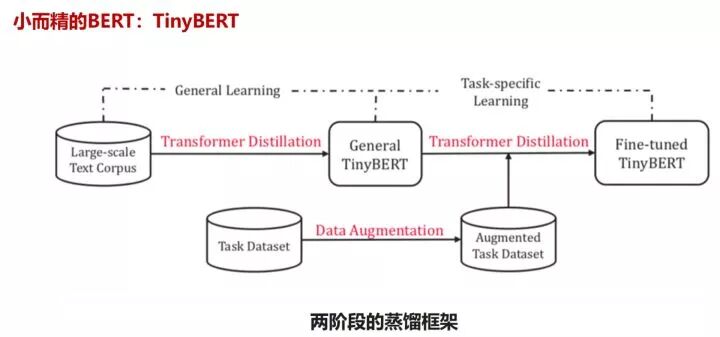 小而精的BERT：TinyBERT
General Learning
Task-specific
Learning
Large-scale
Text Corpus
Transformer Distillation
General
TinyBERT
Transformer Distillation
Fine-tuned
TinyBERT
Task Dataset
Data Augmentation
Augmented
Task Dataset
两阶段的蒸馏框架